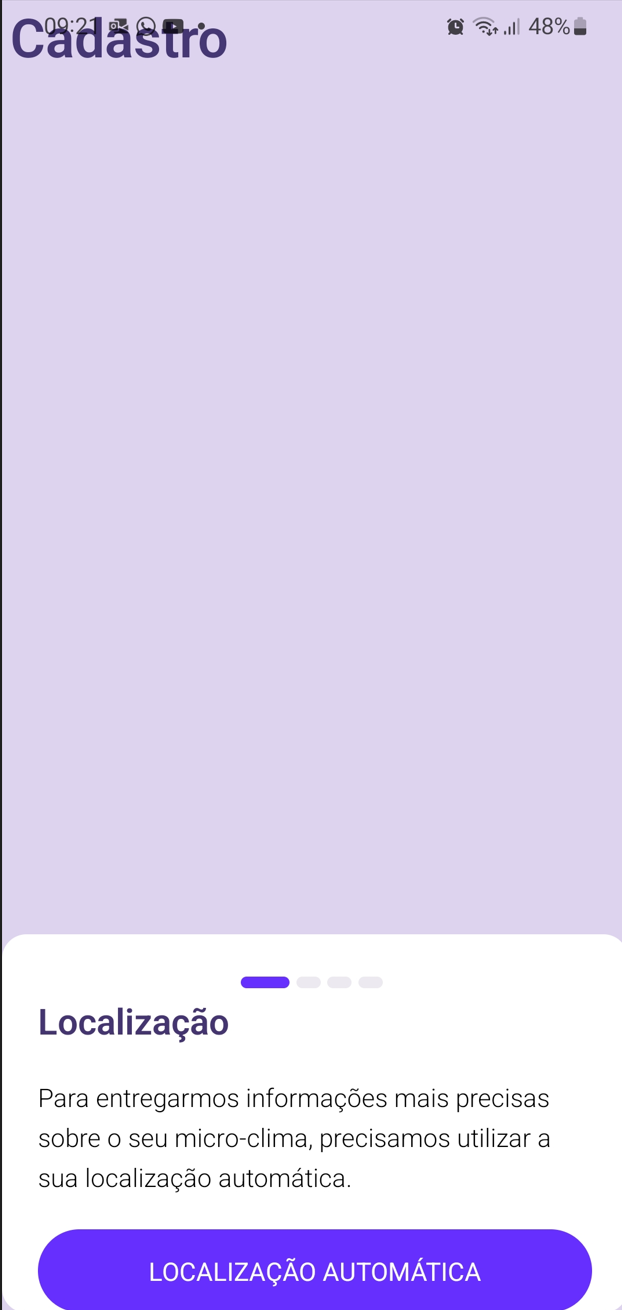 09:21
48%
Cadastro
Localização
Para entregarmos informações mais precisas
sobre o seu micro-clima, precisamos utilizar a
sua localização automática.
LOCALIZAÇÃO AUTOMÁTICA